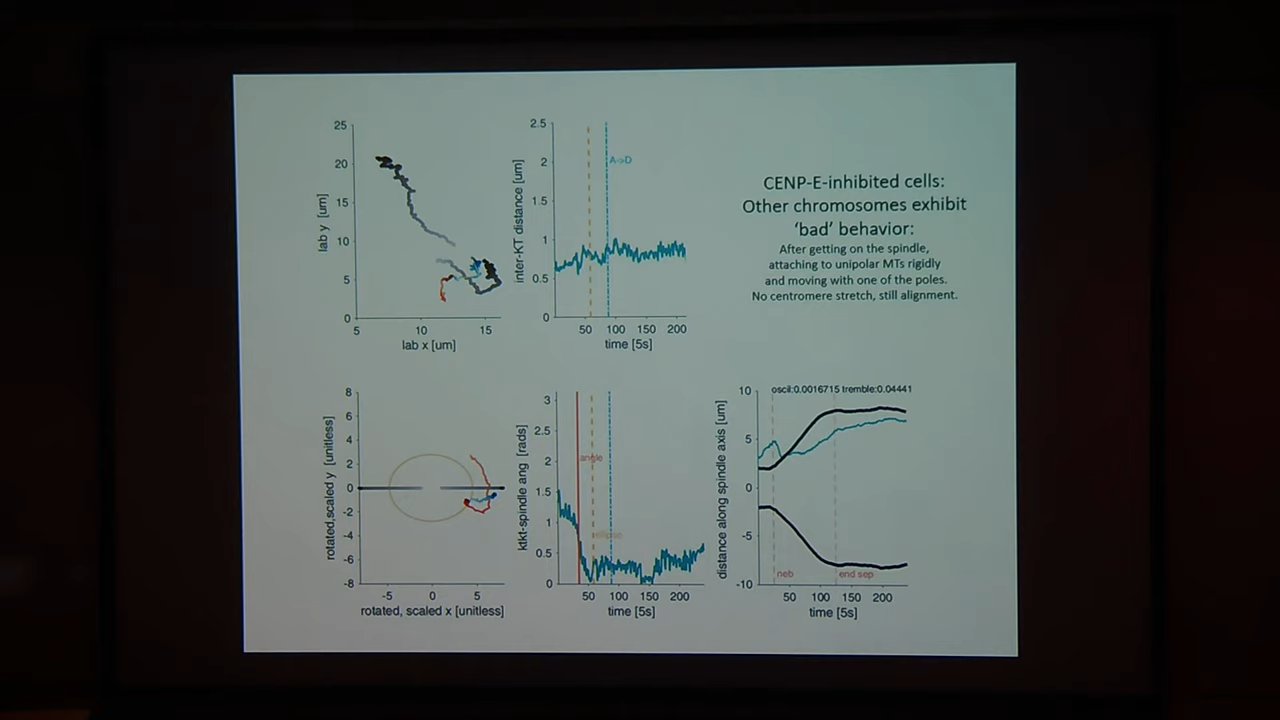 CENP-E-inhibited cells:
Other chromosomes exhibit
'bad' behavior:
After getting on the spindle,
attaching to unipolar MTs rigidly
and moving with one of the poles.
No centromere stretch, still alignment.
25
20
15
10
5
0
lab y [um]
5 10 15
lab x [um]
2.5
2
1.5
1
0.5
0
inter-KT distance [um]
A->D
50 100 150 200
time [5s]
8
6
4
2
0
-2
-4
-6
-8
rotated,scaled y [unitless]
-5 0 5
rotated, scaled x [unitless]
3
2.5
2
1.5
1
0.5
0
ktkt-spindle ang [rads]
angle
ellipse
50 100 150 200
time [5s]
oscil:0.0016715 tremble:0.04441
10
5
0
-5
-10
distance along spindle axis [um]
neb
end sep
50 100 150 200
time [5s]